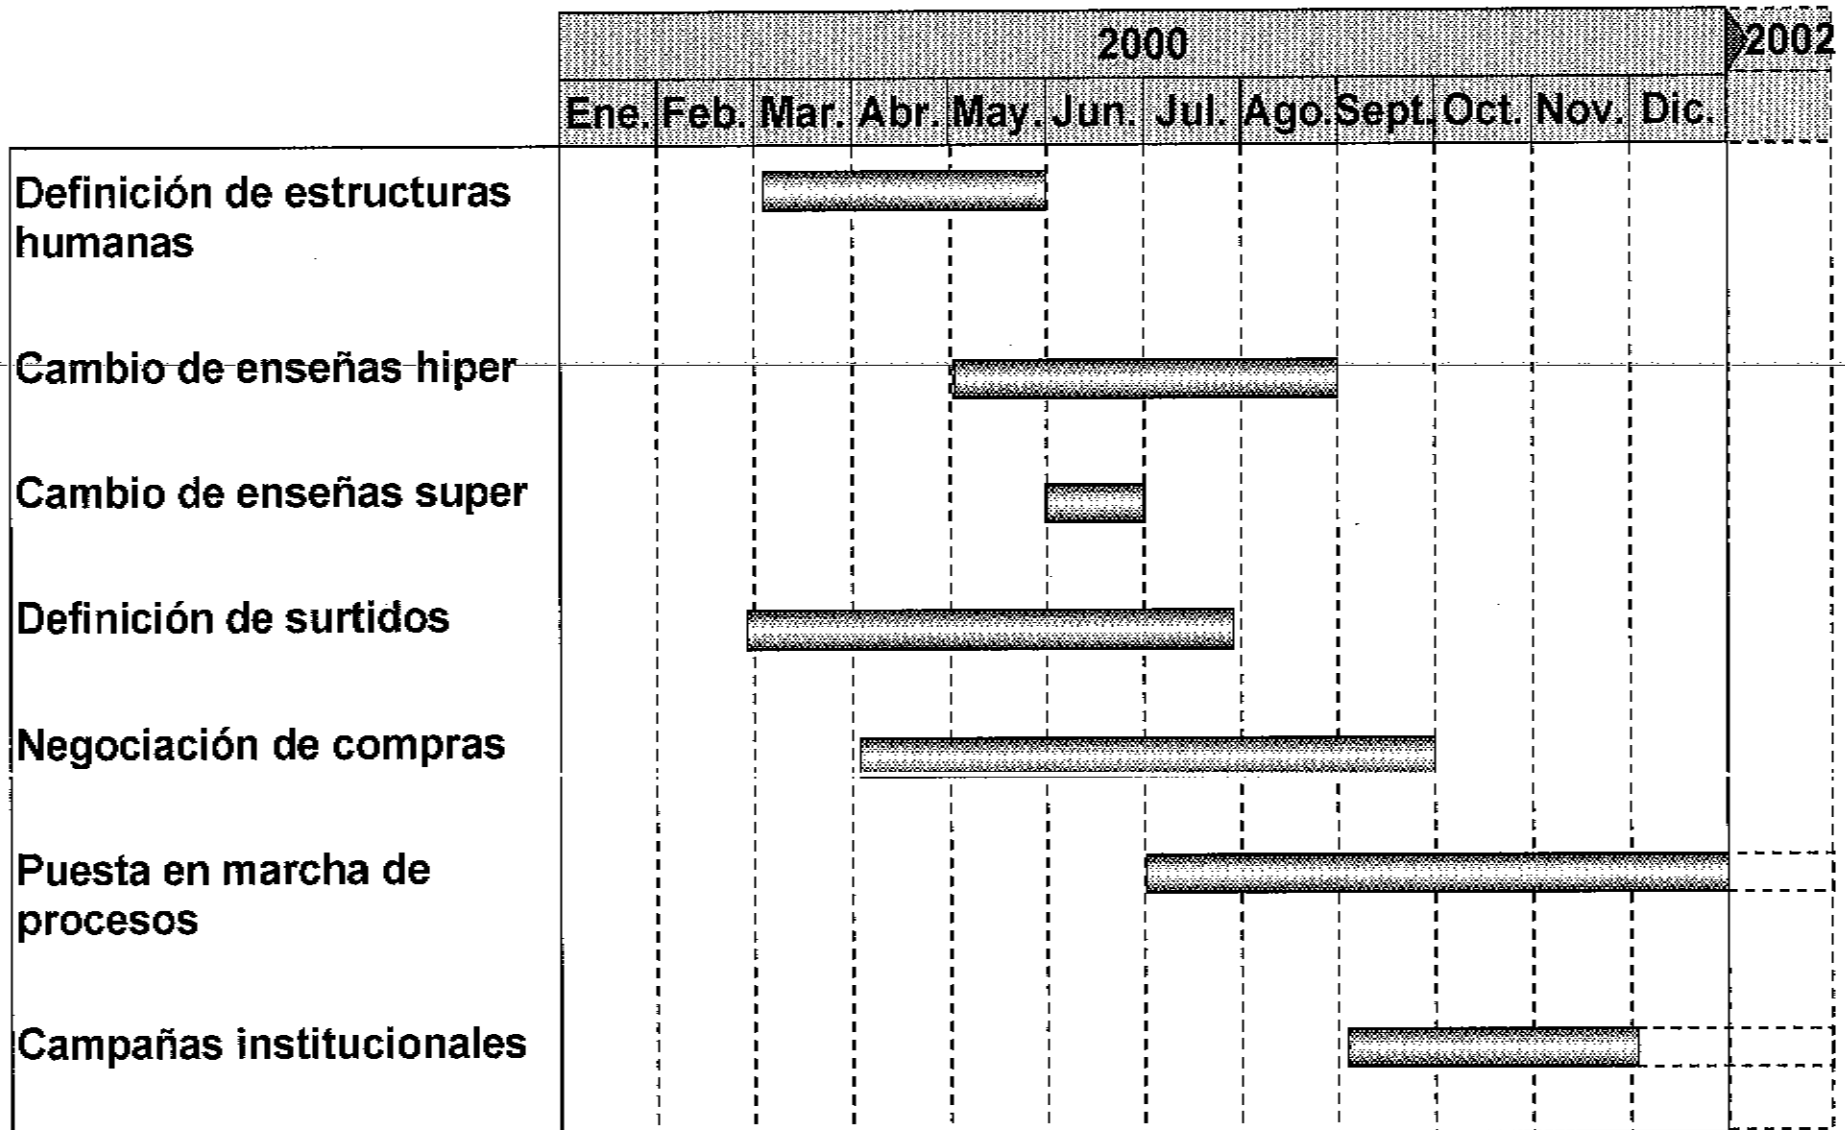 2000 2002
Ene. Feb. Mar. Abr. May. Jun. Jul. Ago. Sept. Oct. Nov. Dic.
Definición de estructuras
humanas
Cambio de enseñas hiper
Cambio de enseñas super
Definición de surtidos
Negociación de compras
Puesta en marcha de
procesos
Campañas institucionales